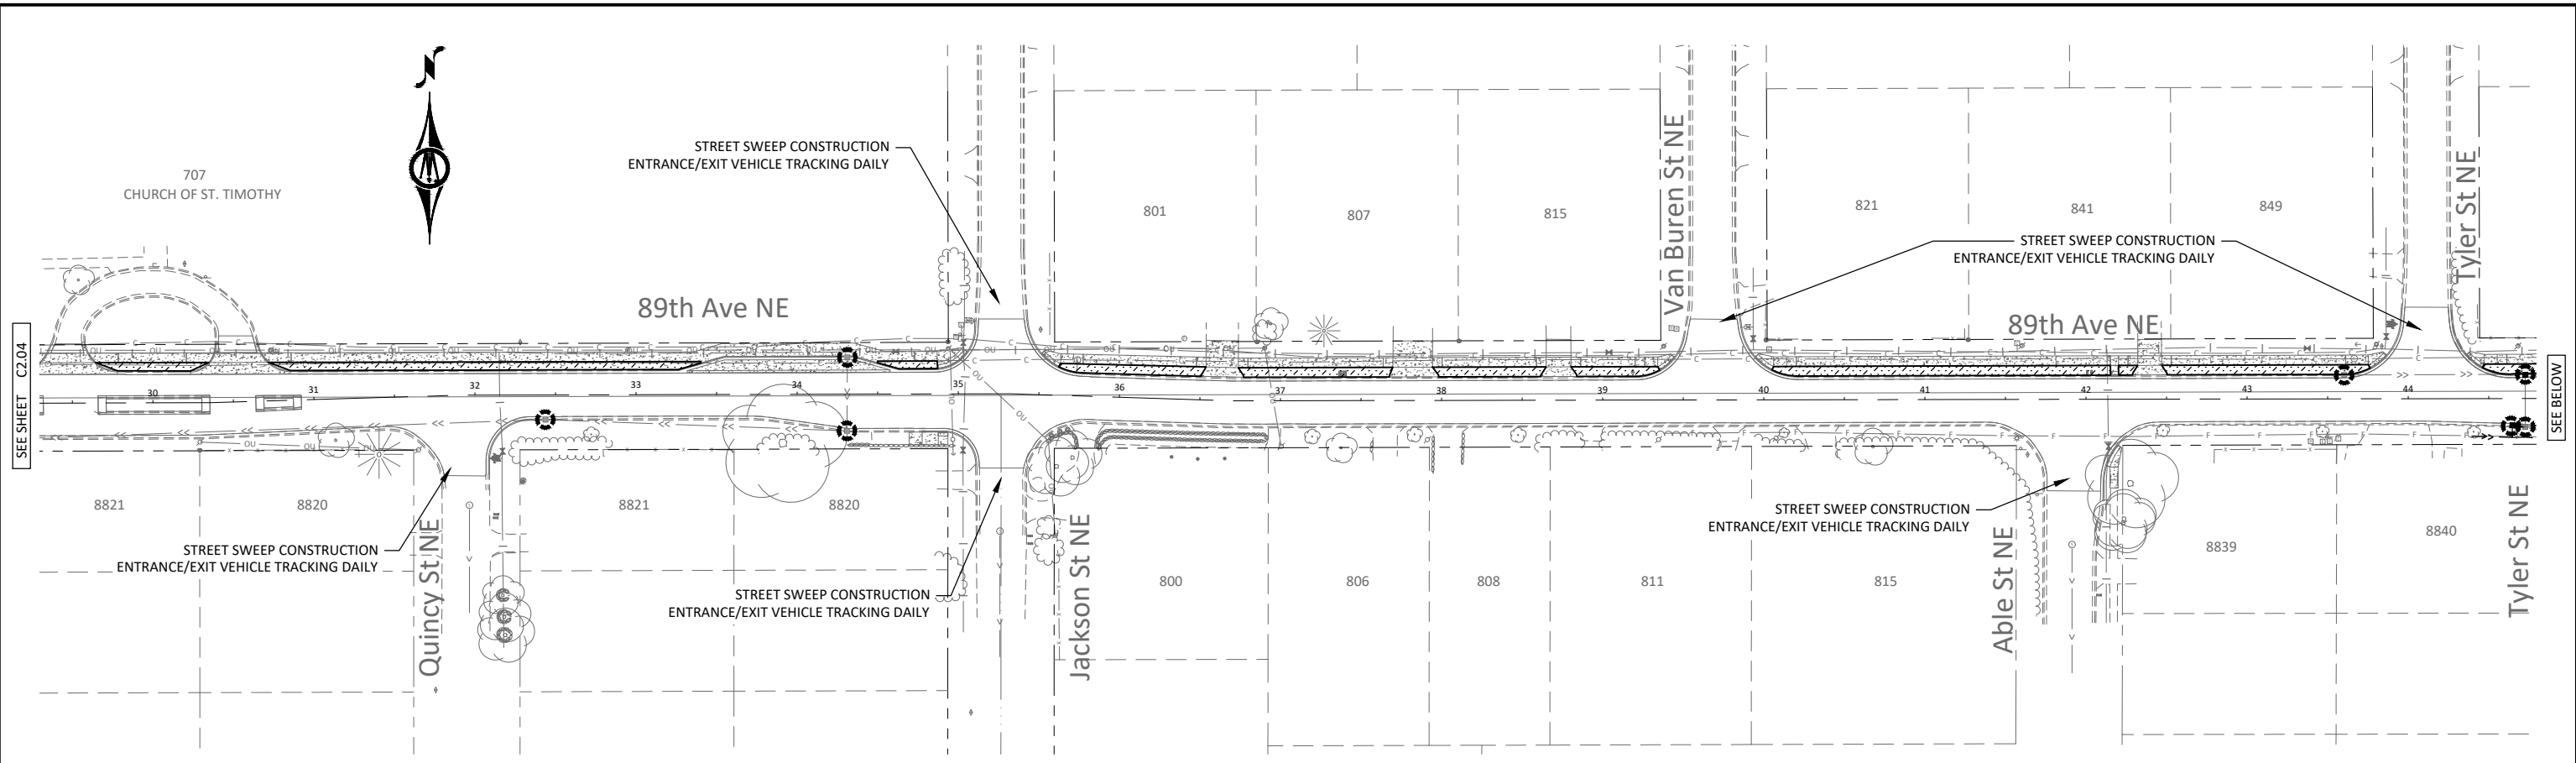 N
STREET SWEEP CONSTRUCTION
ENTRANCE/EXIT VEHICLE TRACKING DAILY
707
CHURCH OF ST. TIMOTHY
801
807
815
Van Buren St NE
821
841
849
Tyler St NE
STREET SWEEP CONSTRUCTION
ENTRANCE/EXIT VEHICLE TRACKING DAILY
89th Ave NE
89th Ave NE
SEE SHEET C2.04
30
31
32
33
34
35
36
37
38
39
40
41
42
43
44
SEE BELOW
8821
8820
8821
8820
STREET SWEEP CONSTRUCTION
ENTRANCE/EXIT VEHICLE TRACKING DAILY
Quincy St NE
STREET SWEEP CONSTRUCTION
ENTRANCE/EXIT VEHICLE TRACKING DAILY
Jackson St NE
800
806
808
811
815
STREET SWEEP CONSTRUCTION
ENTRANCE/EXIT VEHICLE TRACKING DAILY
Able St NE
8839
8840
Tyler St NE